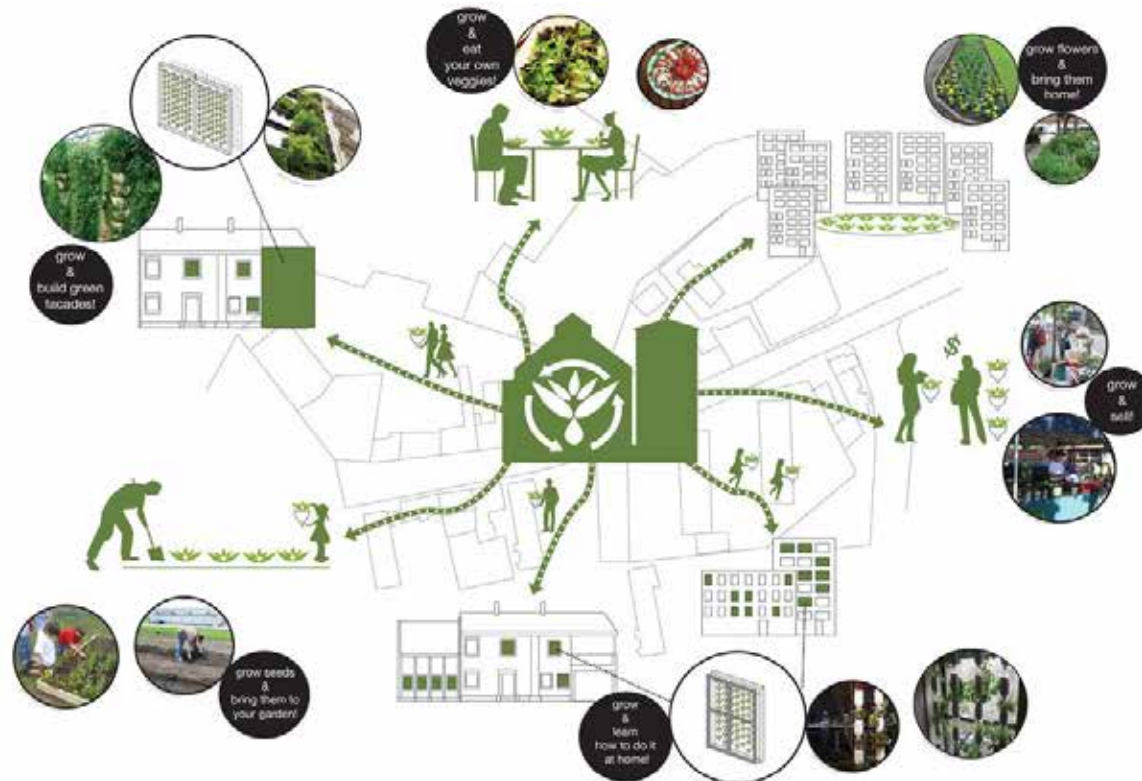 grow
&
eat
your own
veggies!
grow flowers
&
bring them
home!
grow
&
build green
facades!
$
grow
&
sell!
grow seeds
&
bring them to
your garden!
grow
&
learn
how to do it
at home!